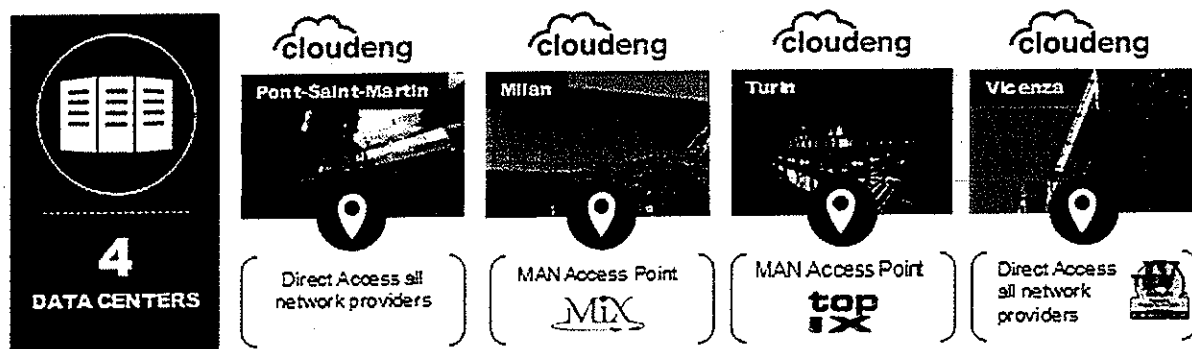 4
DATA CENTERS
cloudeng
Pont-Saint-Martin
Direct Access all
network providers
cloudeng
Milan
MAN Access Point
MiX
cloudeng
Turin
MAN Access Point
top
IX
cloudeng
Vicenza
Direct Access
all network
providers